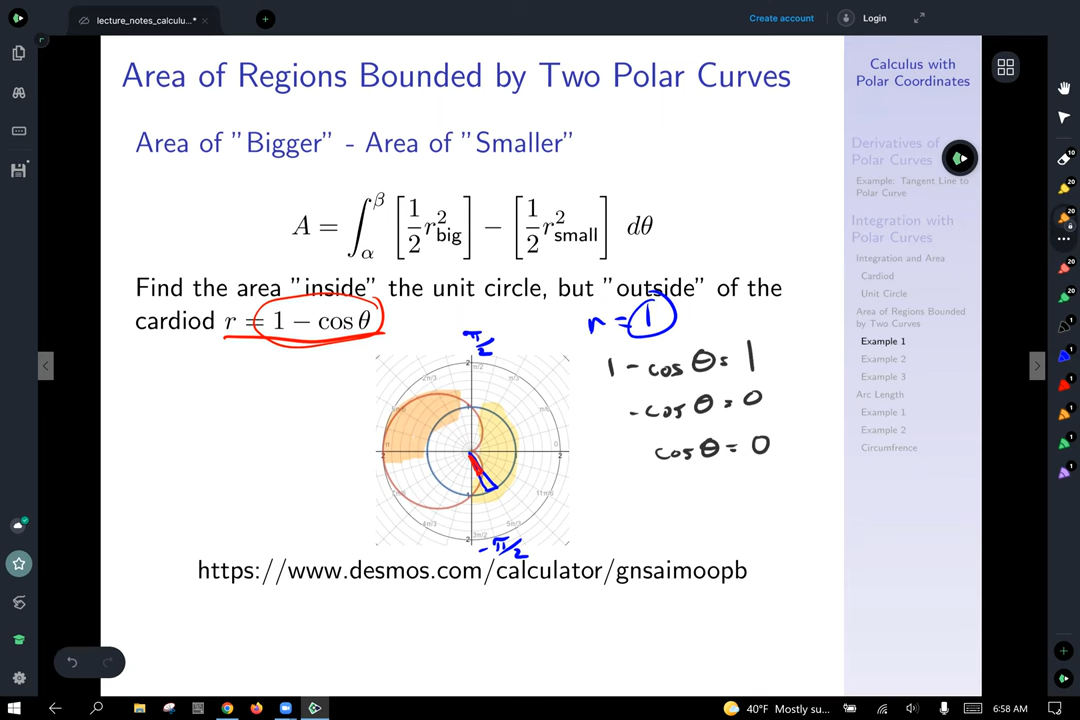 lecture_notes_calculu...*
Create account
Login
Area of Regions Bounded by Two Polar Curves
Area of "Bigger" - Area of "Smaller"
A = ∫_α^β [1/2 r²_big] − [1/2 r²_small] dθ
Find the area "inside" the unit circle, but "outside" of the
cardiod r = 1 − cos θ
r = 1
π/2
1 - cos θ = 1
- cos θ = 0
cos θ = 0
-π/2
https://www.desmos.com/calculator/gnsaimoopb
Calculus with
Polar Coordinates
Derivatives of
Polar Curves
Example: Tangent Line to
Polar Curve
Integration with
Polar Curves
Integration and Area
Cardiod
Unit Circle
Area of Regions Bounded
by Two Polar Curves
Example 1
Example 2
Example 3
Arc Length
Example 1
Example 2
Circumfrence
40°F Mostly su...
6:58 AM